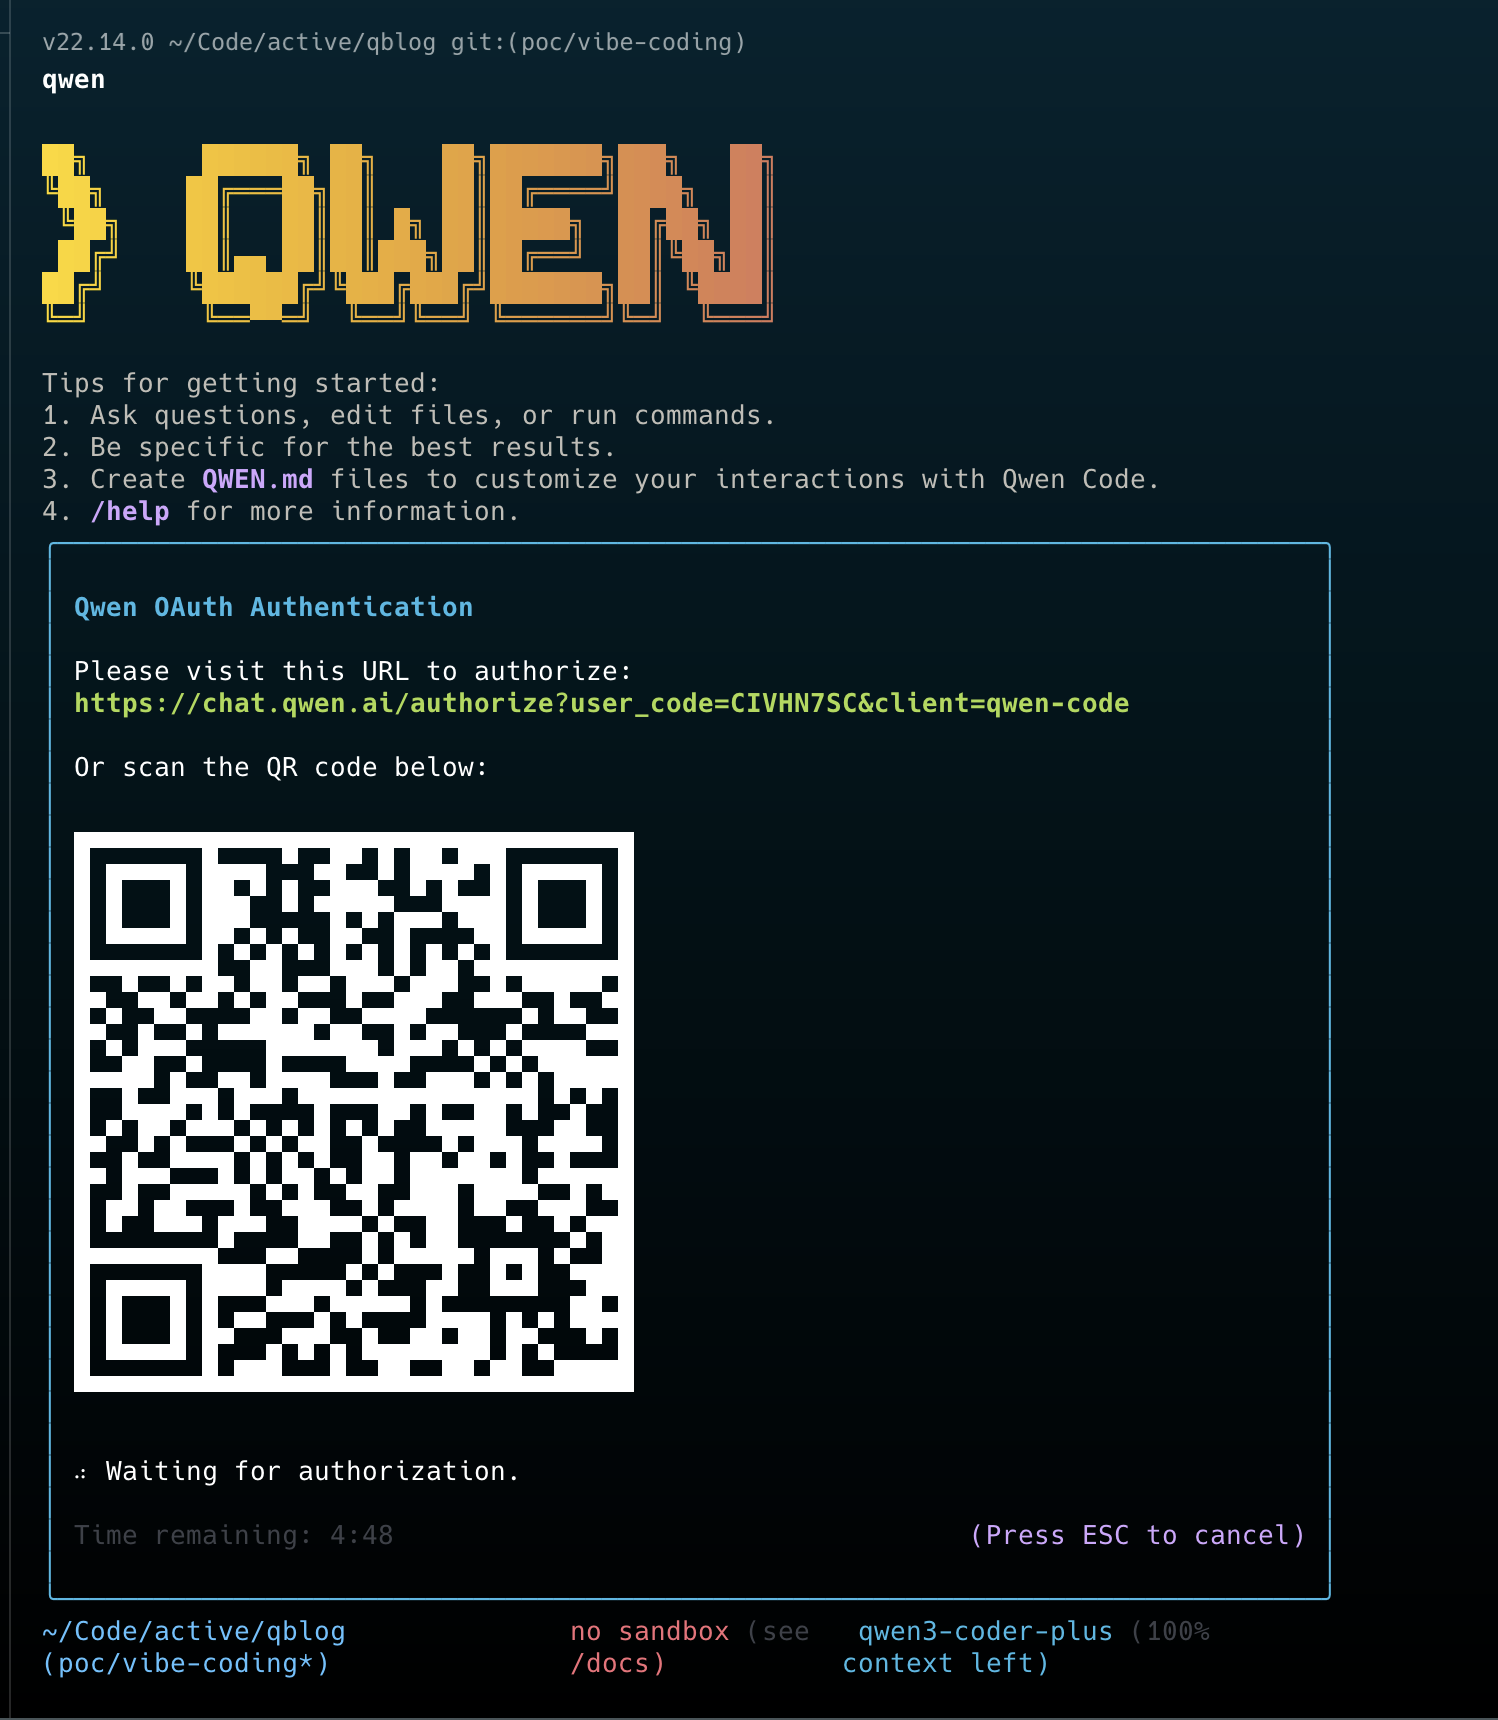 v22.14.0 ~/Code/active/qblog git:(poc/vibe-coding)
qwen
> QWEN
Tips for getting started:
1. Ask questions, edit files, or run commands.
2. Be specific for the best results.
3. Create QWEN.md files to customize your interactions with Qwen Code.
4. /help for more information.
Qwen OAuth Authentication
Please visit this URL to authorize:
https://chat.qwen.ai/authorize?user_code=CIVHN7SC&client=qwen-code
Or scan the QR code below:
Waiting for authorization.
Time remaining: 4:48 (Press ESC to cancel)
~/Code/active/qblog no sandbox (see qwen3-coder-plus (100%
(poc/vibe-coding*) /docs) context left)